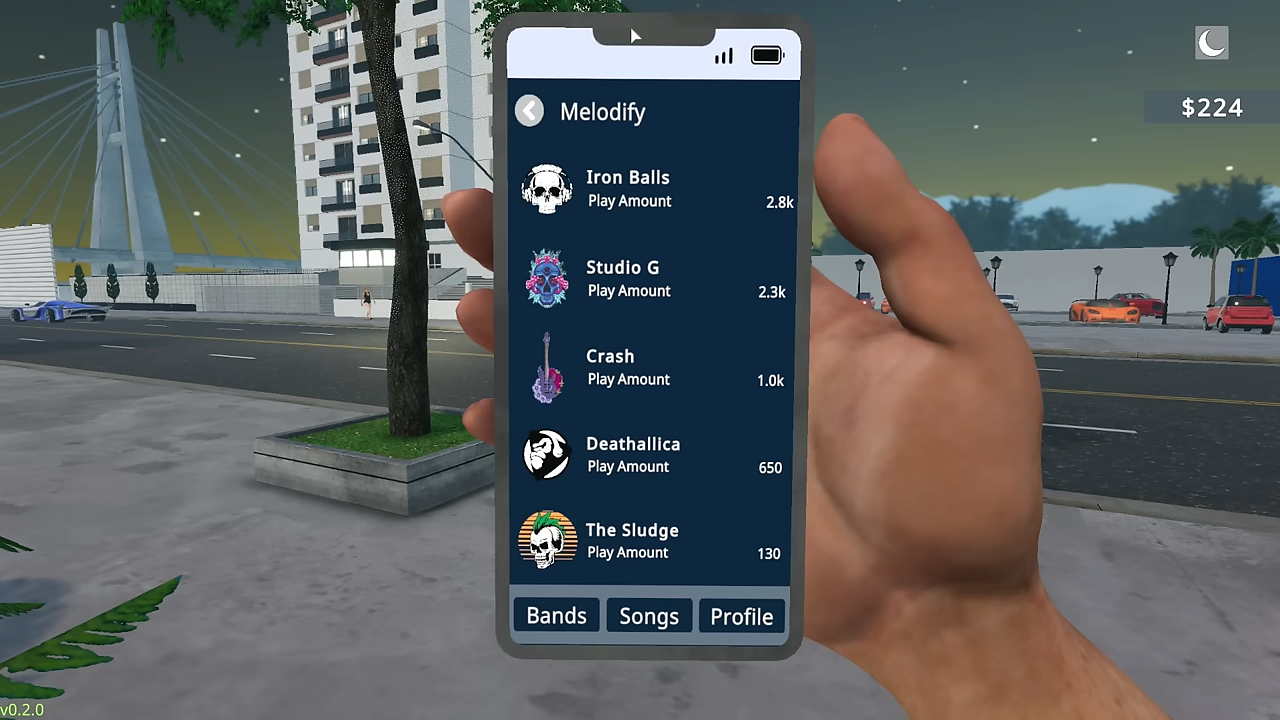 $224
Melodify
Iron Balls
Play Amount 2.8k
Studio G
Play Amount 2.3k
Crash
Play Amount 1.0k
Deathallica
Play Amount 650
The Sludge
Play Amount 130
Bands Songs Profile
v0.2.0